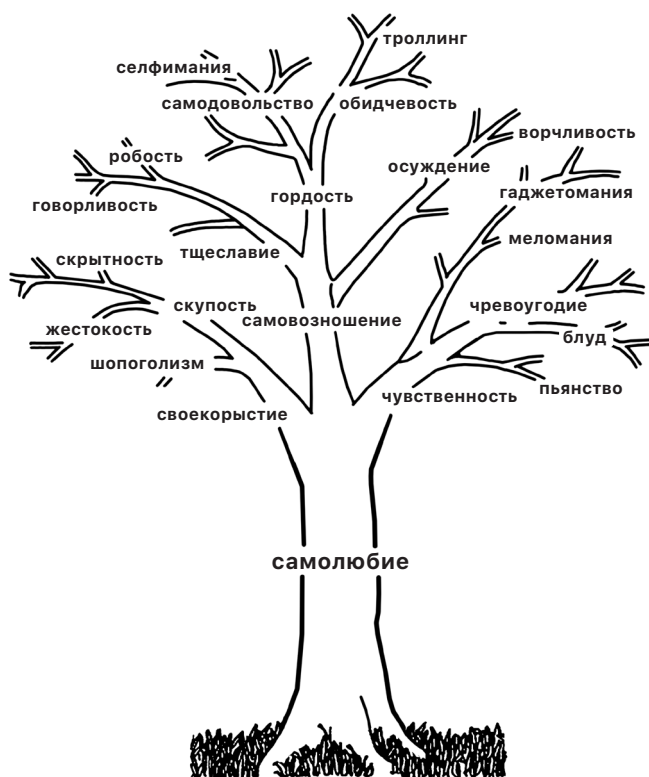 троллинг
селфимания
самодовольство
обидчевость
ворчливость
робость
осуждение
гаджетомания
говорливость
гордость
меломания
тщеславие
скрытность
скупость
самовозношение
чревоугодие
жестокость
блуд
шопоголизм
пьянство
своекорыстие
чувственность
самолюбие